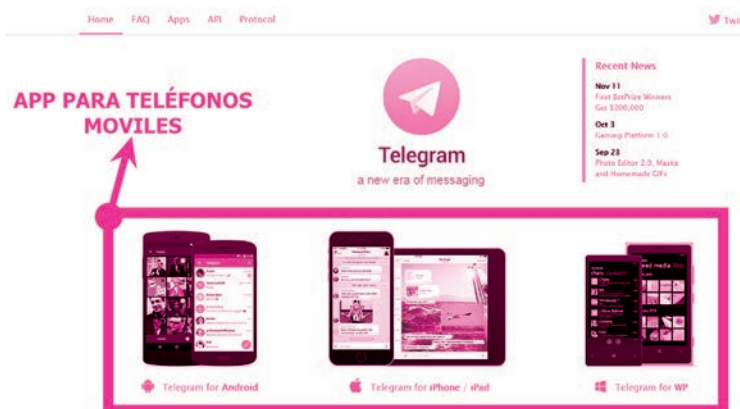 Home FAQ Apps API Protocol
Twit
APP PARA TELÉFONOS
MOVILES
Telegram
a new era of messaging
Recent News
Nov 11
First BotPrize Winners
Get $200,000
Oct 3
Gaming Platform 1.0
Sep 23
Photo Editor 2.0, Masks
and Homemade GIFs
Telegram for Android
Telegram for iPhone / iPad
Telegram for WP